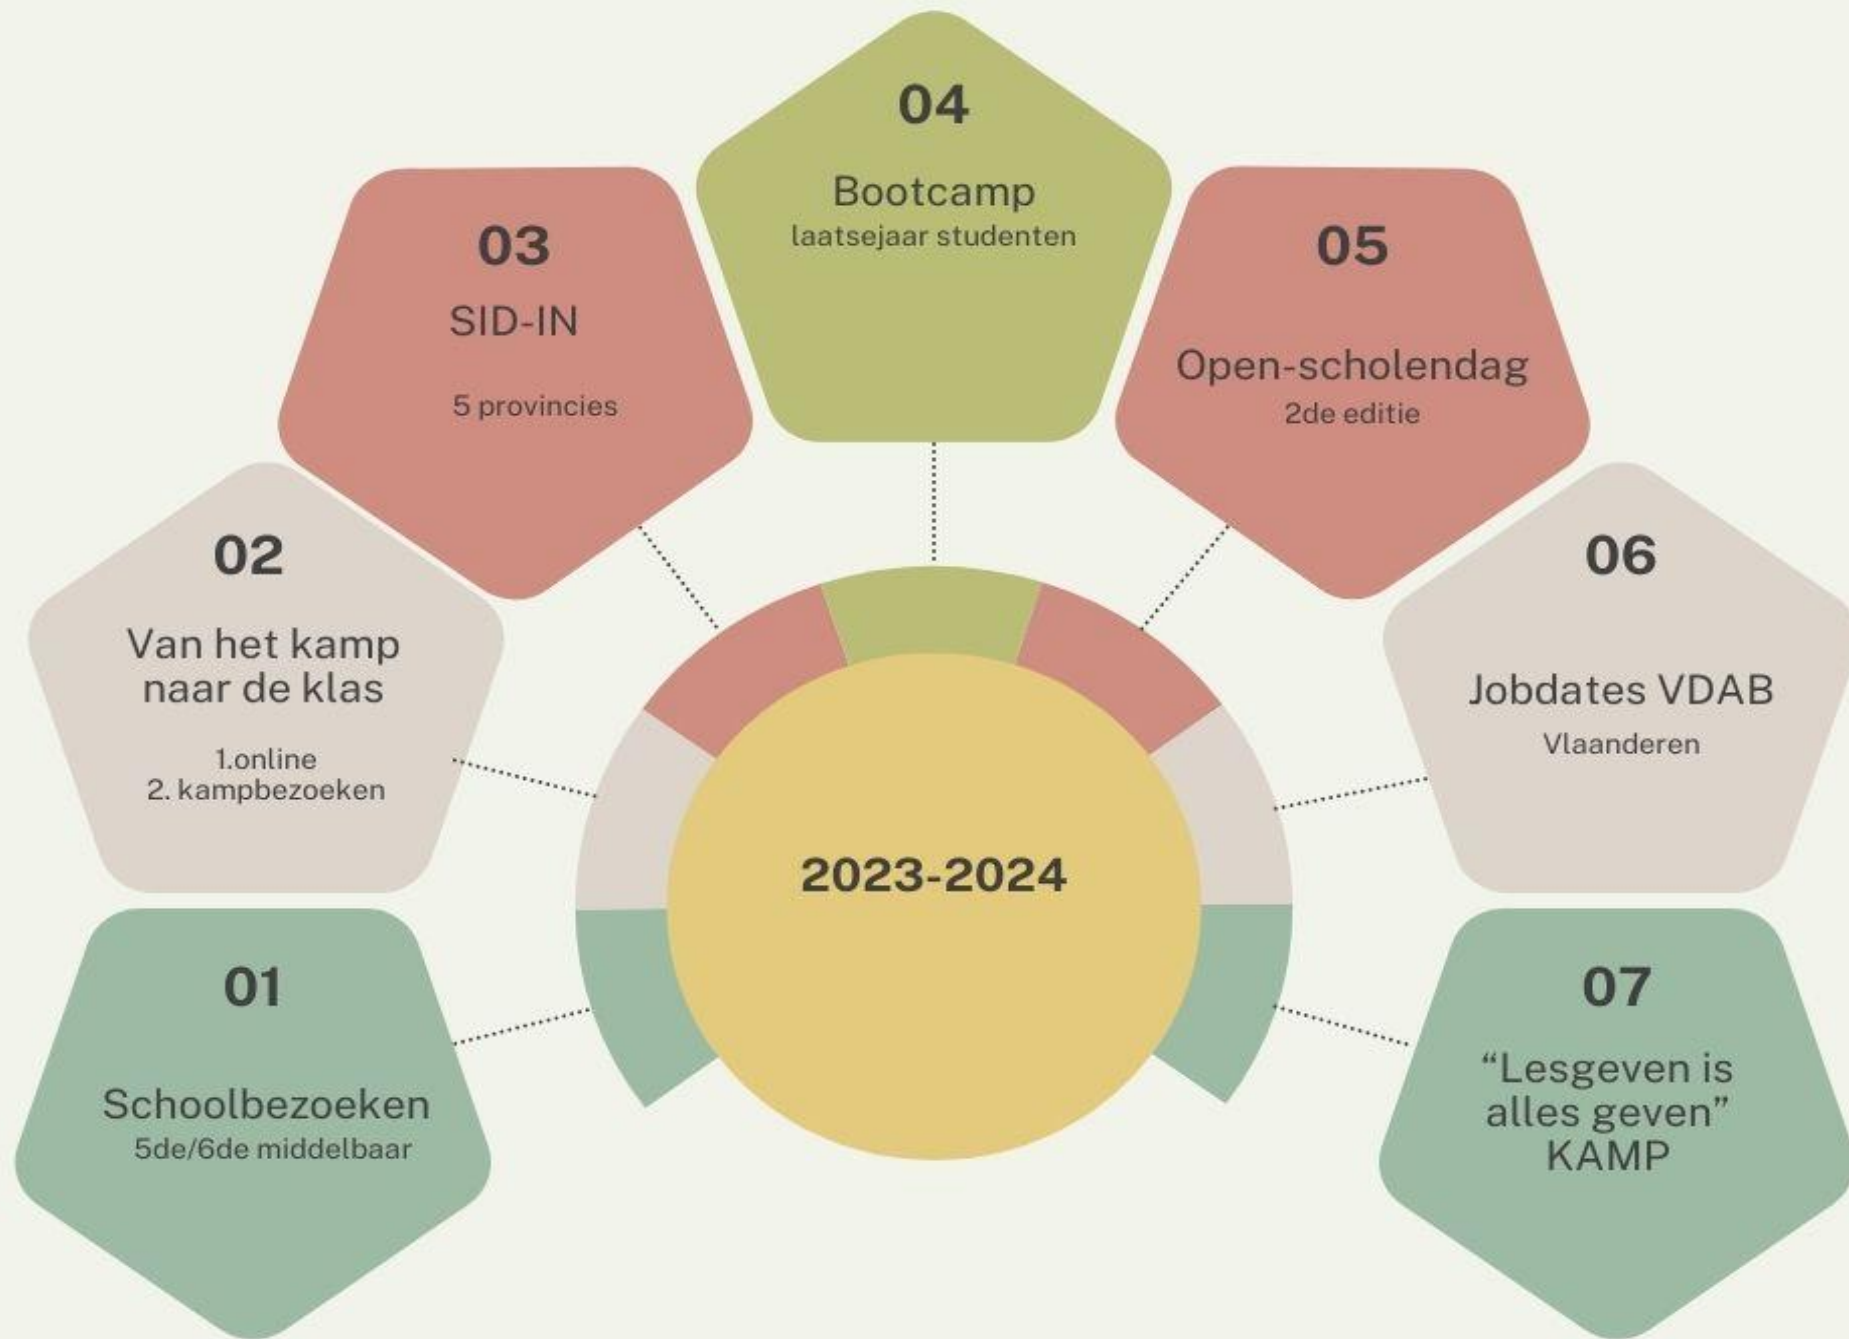 01
Schoolbezoeken
5de/6de middelbaar
02
Van het kamp
naar de klas
1.online
2. kampbezoeken
03
SID-IN
5 provincies
04
Bootcamp
laatsejaar studenten
05
Open-scholendag
2de editie
06
Jobdates VDAB
Vlaanderen
07
“Lesgeven is
alles geven”
KAMP
2023-2024